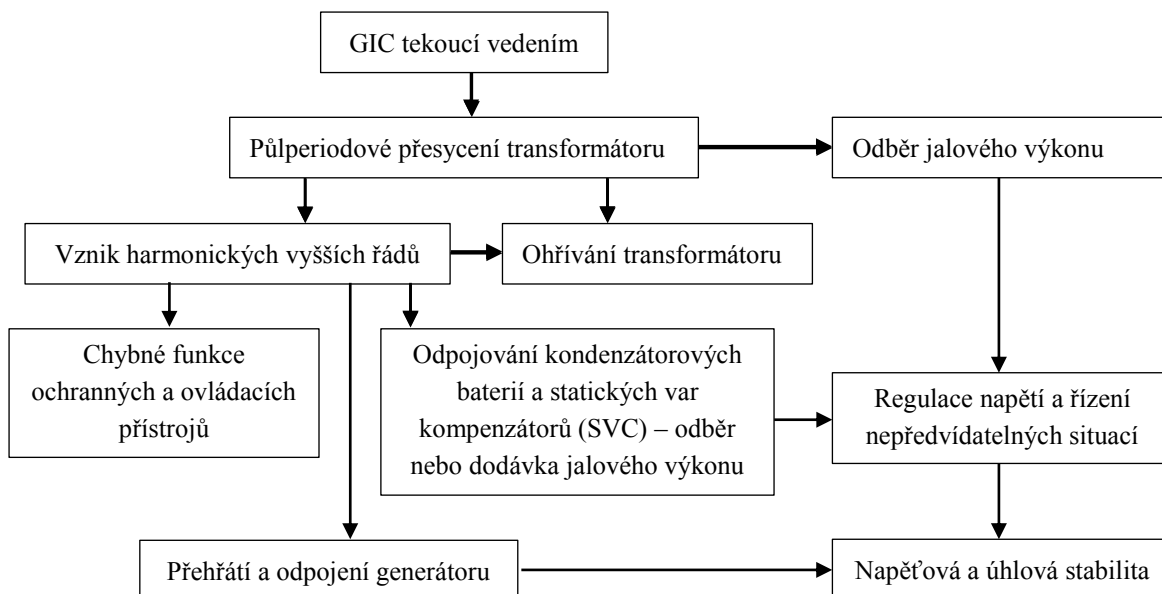 GIC tekoucí vedením
Půlperiodové přesycení transformátoru
Odběr jalového výkonu
Vznik harmonických vyšších řádů
Ohřívání transformátoru
Chybné funkce
ochranných a ovládacích
přístrojů
Odpojování kondenzátorových
baterií a statických var
kompenzátorů (SVC) – odběr
nebo dodávka jalového výkonu
Regulace napětí a řízení
nepředvídatelných situací
Přehřátí a odpojení generátoru
Napěťová a úhlová stabilita